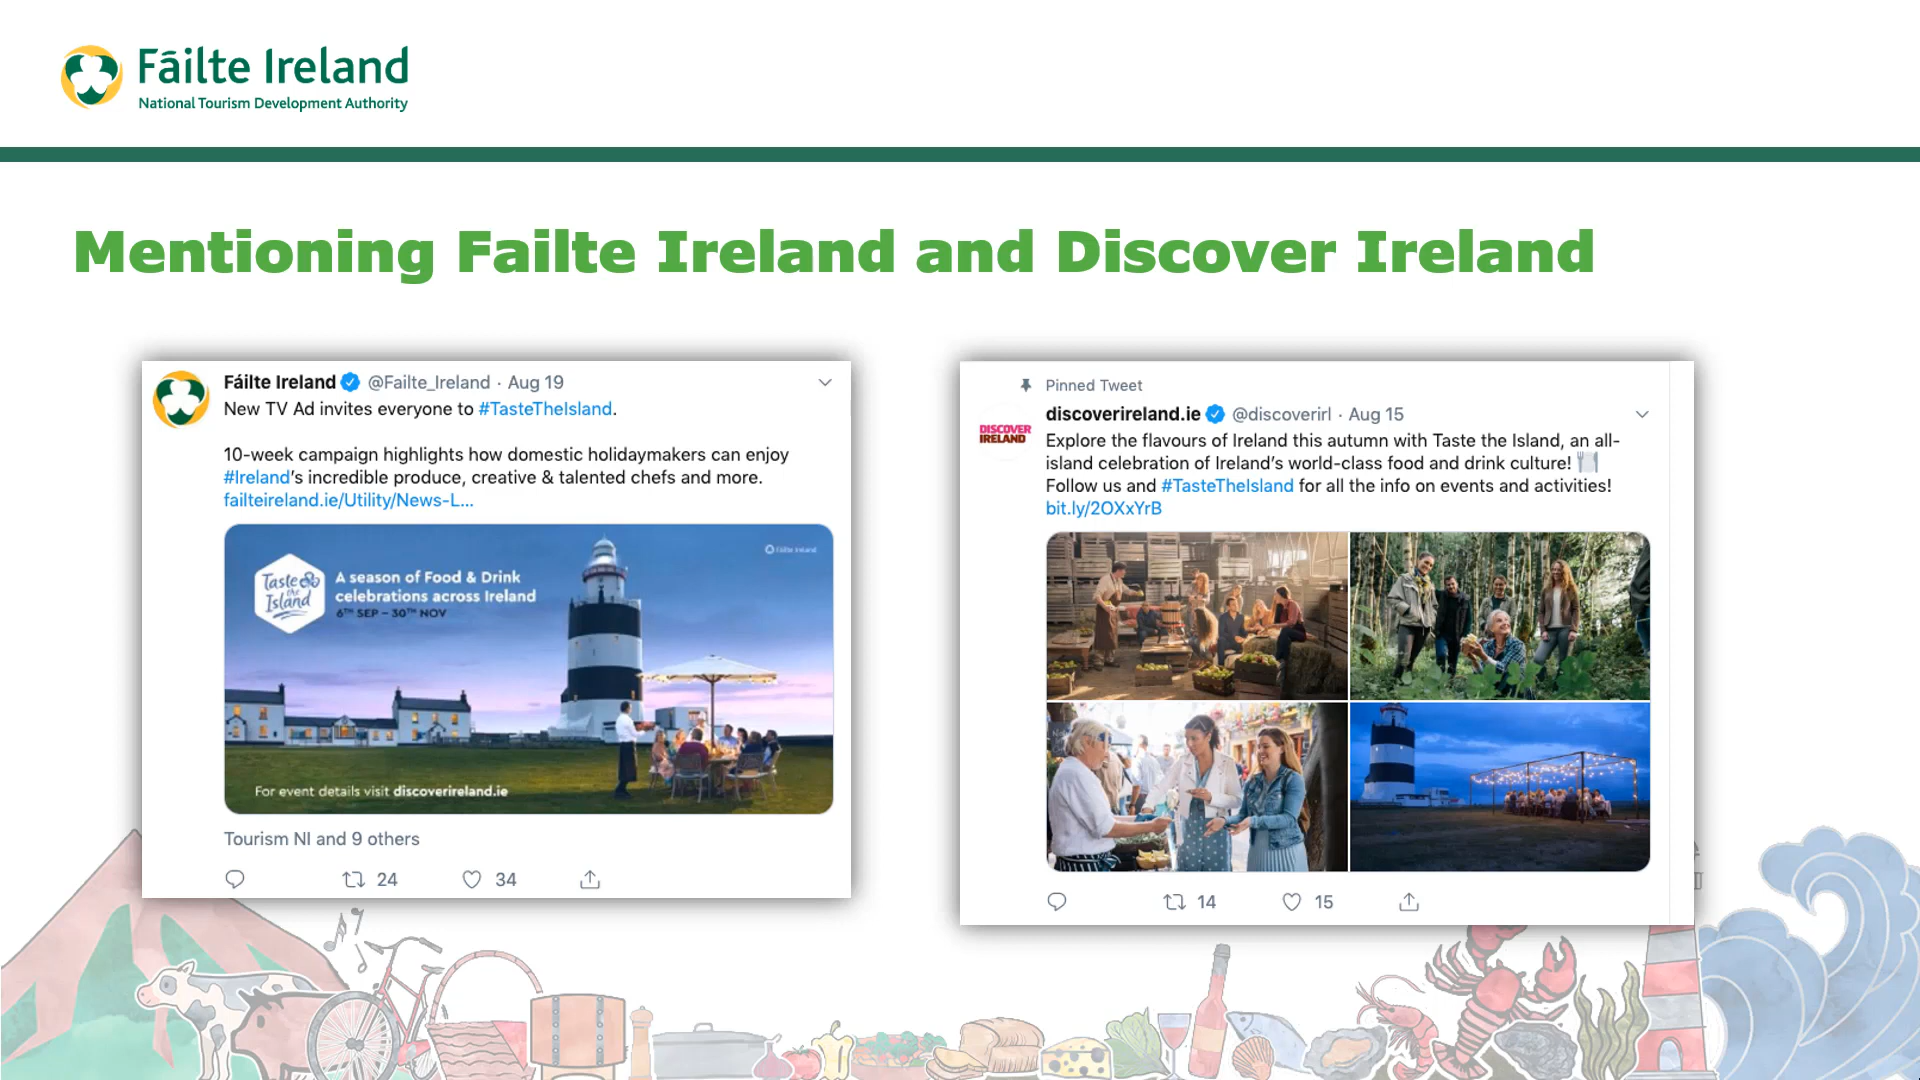 Fáilte Ireland
National Tourism Development Authority
Mentioning Failte Ireland and Discover Ireland
Fáilte Ireland @Failte_Ireland · Aug 19
New TV Ad invites everyone to #TasteTheIsland.
10-week campaign highlights how domestic holidaymakers can enjoy
#Ireland's incredible produce, creative & talented chefs and more.
failteireland.ie/Utility/News-L...
Fáilte Ireland
Taste
the
Island
A season of Food & Drink
celebrations across Ireland
6TH SEP – 30TH NOV
For event details visit discoverireland.ie
Tourism NI and 9 others
24
34
Pinned Tweet
DISCOVER
IRELAND
discoverireland.ie @discoverirl · Aug 15
Explore the flavours of Ireland this autumn with Taste the Island, an all-
island celebration of Ireland's world-class food and drink culture! 🍽
Follow us and #TasteTheIsland for all the info on events and activities!
bit.ly/2OXxYrB
14
15